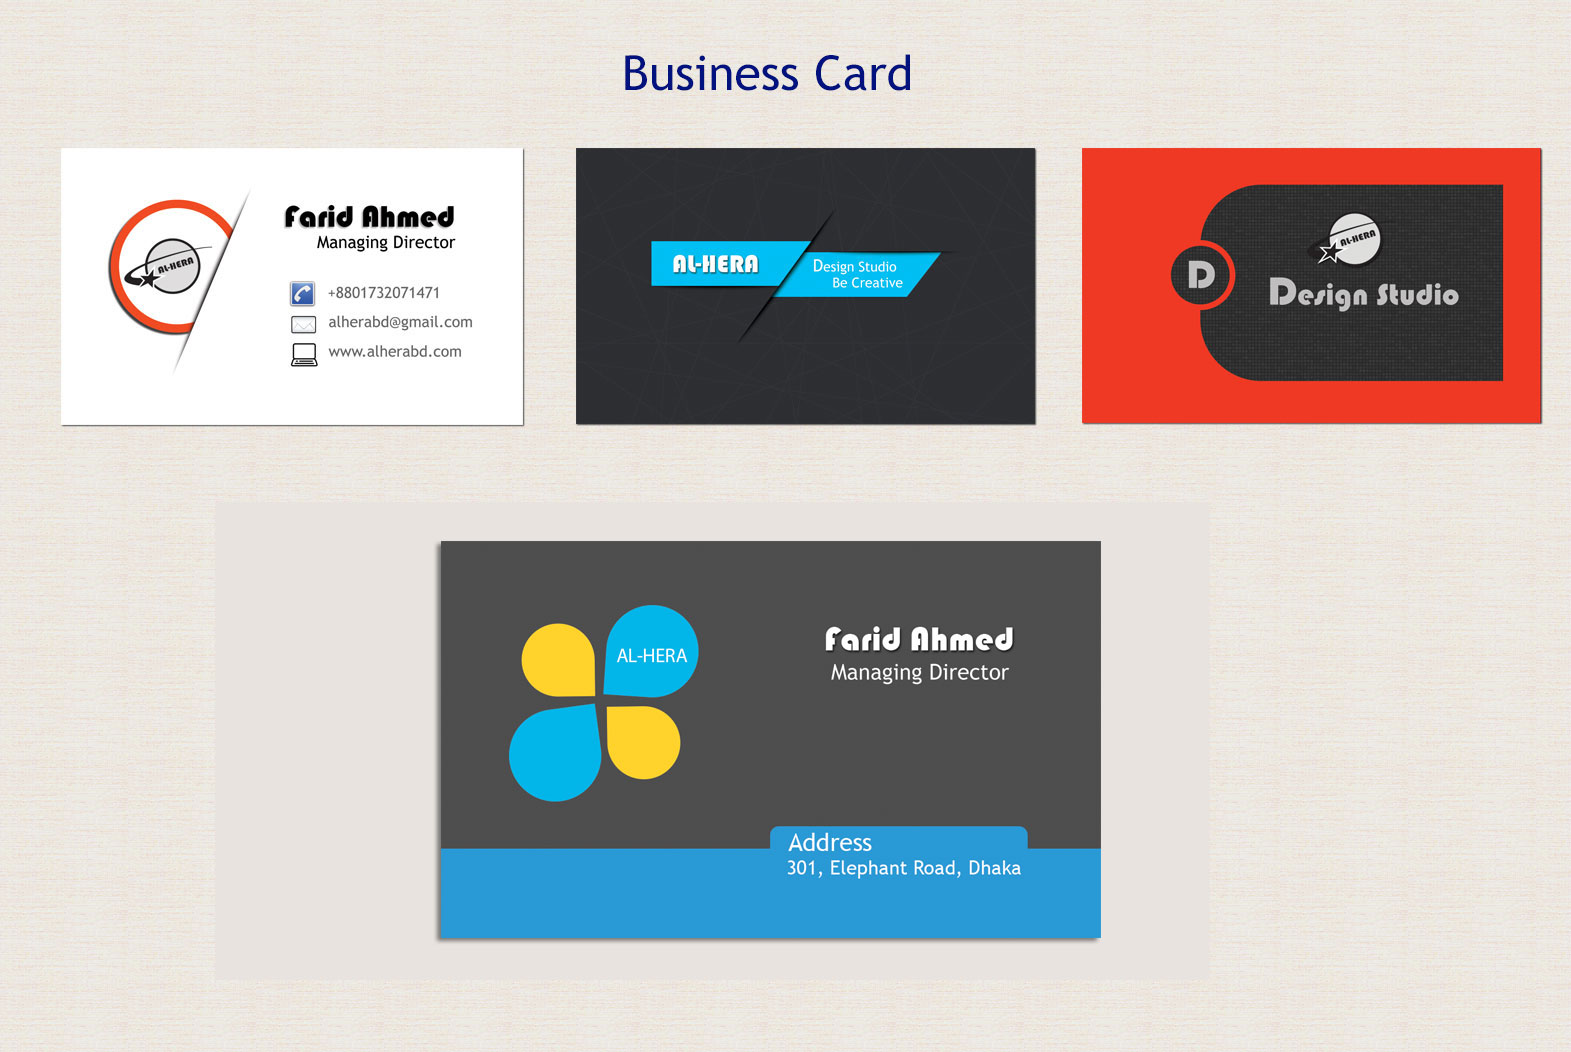 Business Card
Farid Ahmed
Managing Director
AL-HERA
+8801732071471
alherabd@gmail.com
www.alherabd.com
AL-HERA
Design Studio
Be Creative
AL-HERA
D
Design Studio
AL-HERA
Farid Ahmed
Managing Director
Address
301, Elephant Road, Dhaka